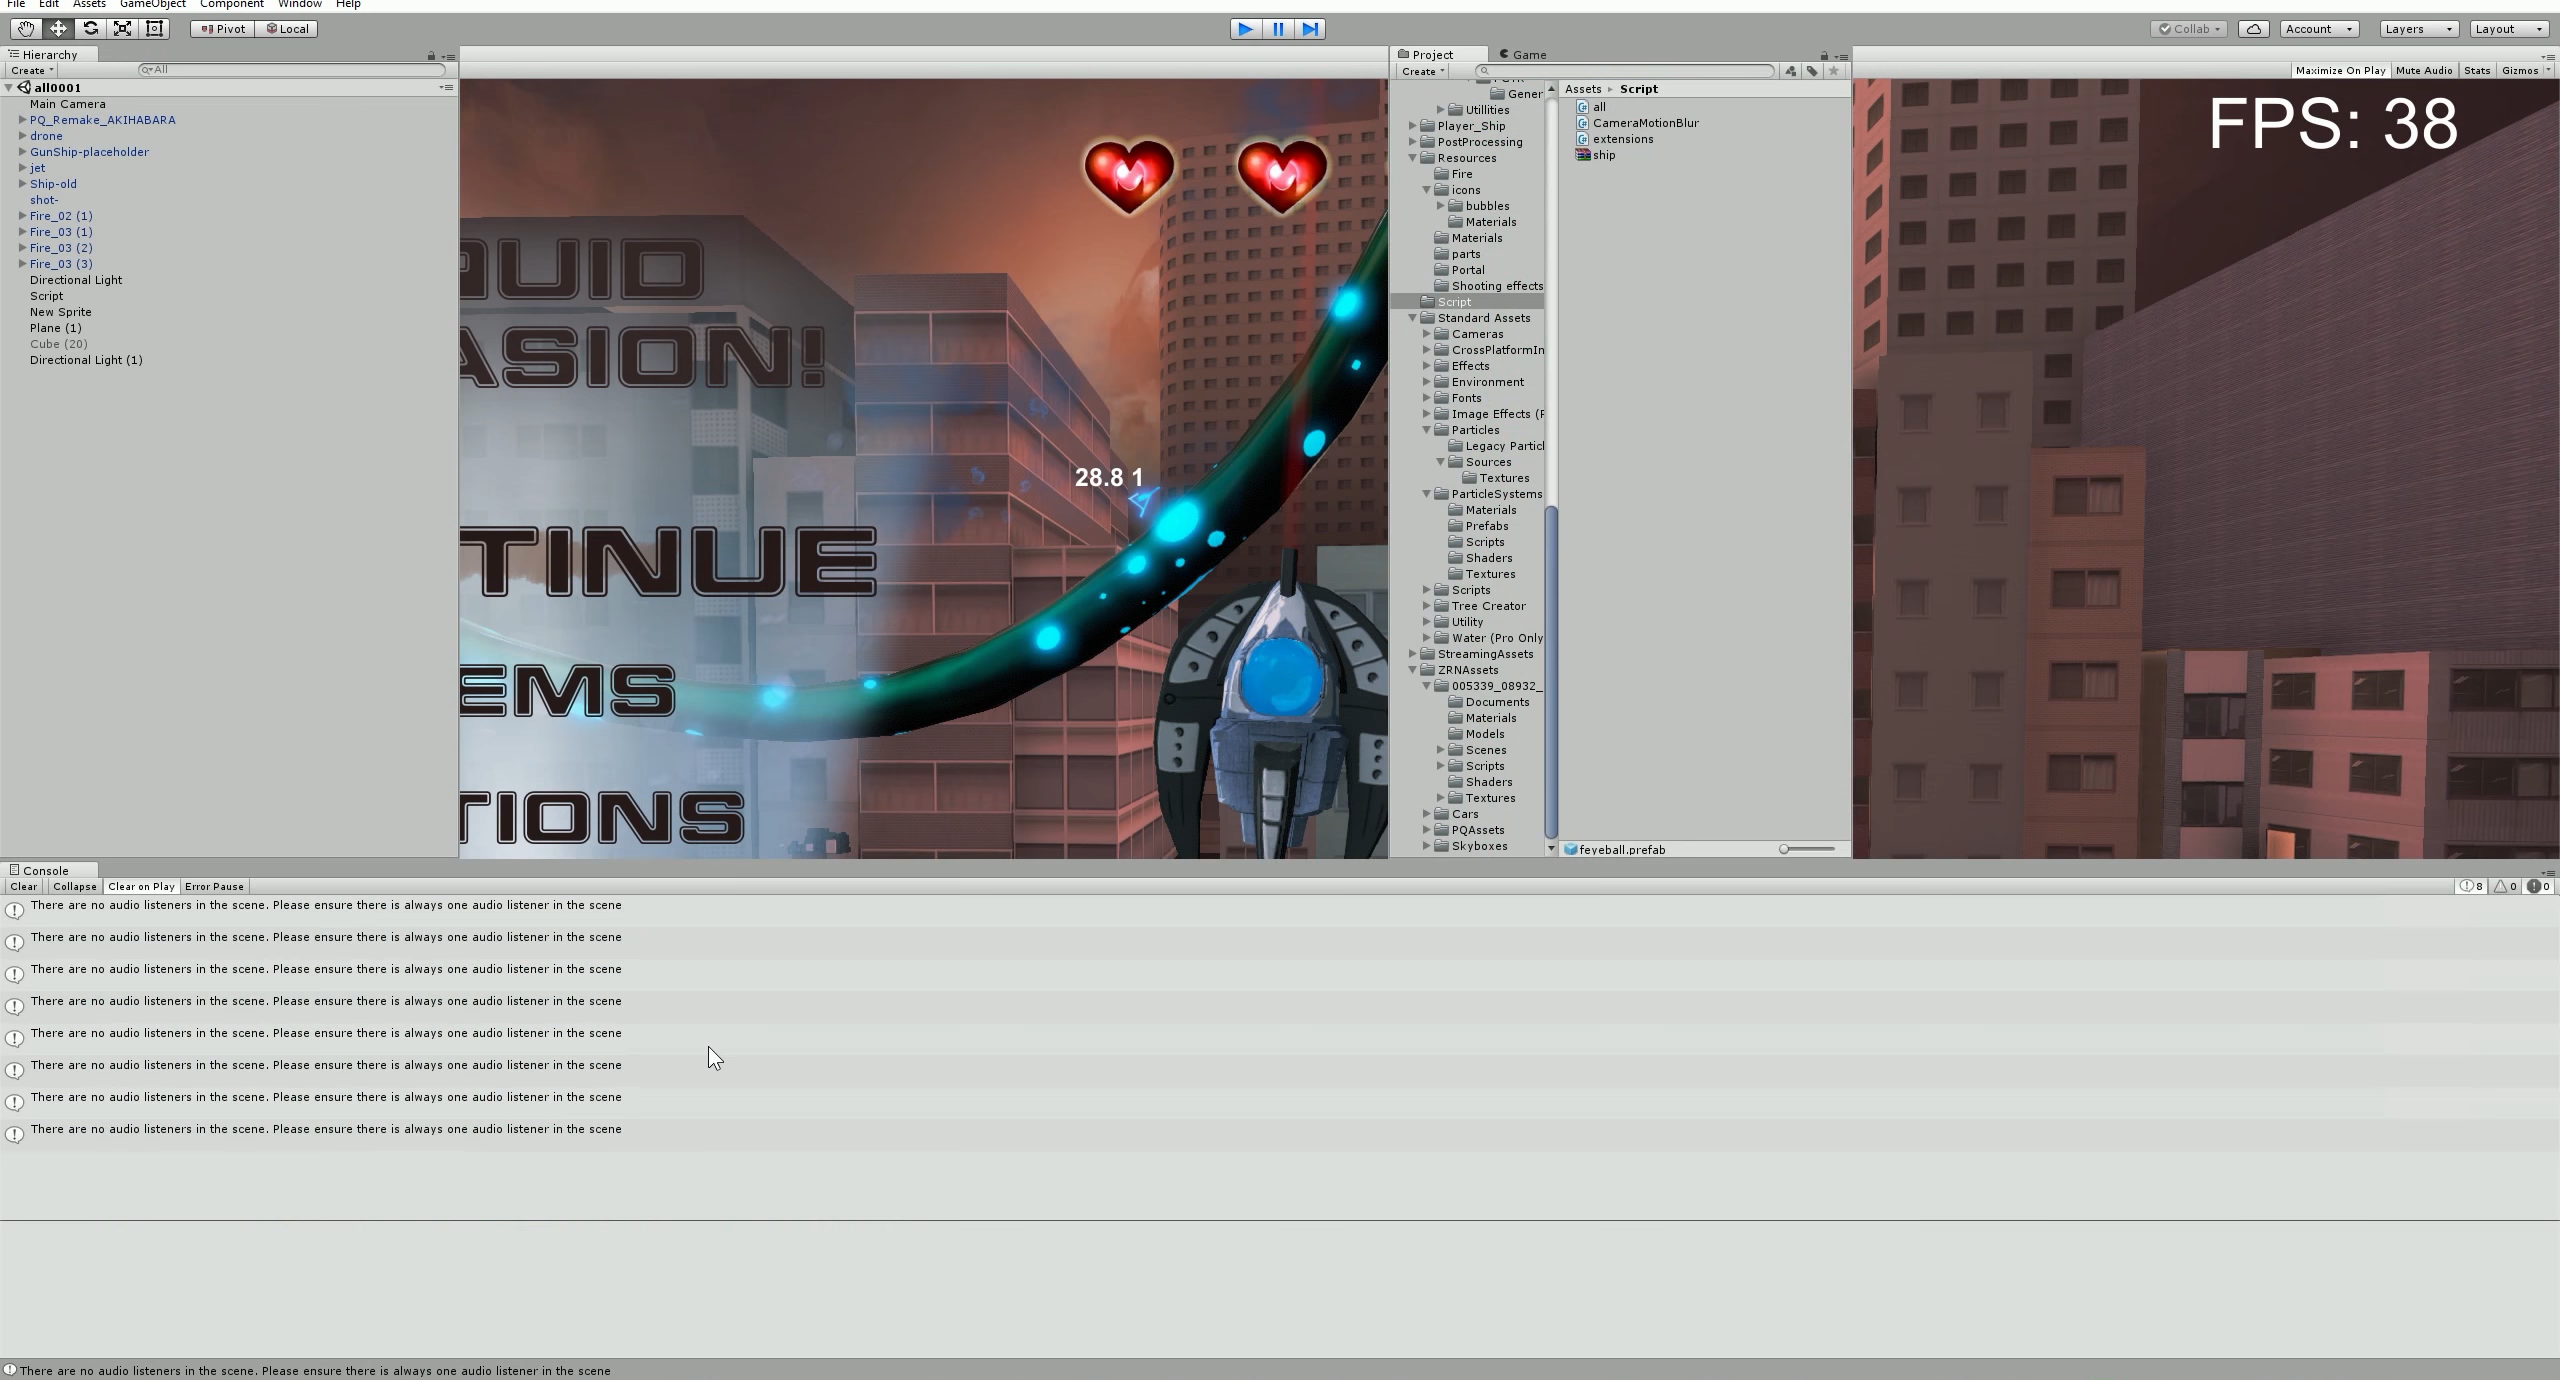 File Edit Assets GameObject Component Window Help
Pivot Local
Collab Account Layers Layout
Hierarchy
Create All
all0001
Main Camera
PQ_Remake_AKIHABARA
drone
GunShip-placeholder
jet
Ship-old
shot-
Fire_02 (1)
Fire_03 (1)
Fire_03 (2)
Fire_03 (3)
Directional Light
Script
New Sprite
Plane (1)
Cube (20)
Directional Light (1)
QUID
ASION!
TINUE
EMS
TIONS
28.8 1
Project Game
Create
Gener
Utillities
Player_Ship
PostProcessing
Resources
Fire
icons
bubbles
Materials
Materials
parts
Portal
Shooting effects
Script
Standard Assets
Cameras
CrossPlatformIn
Effects
Environment
Fonts
Image Effects (P
Particles
Legacy Particl
Sources
Textures
ParticleSystems
Materials
Prefabs
Scripts
Shaders
Textures
Scripts
Tree Creator
Utility
Water (Pro Only
StreamingAssets
ZRNAssets
005339_08932_
Documents
Materials
Models
Scenes
Scripts
Shaders
Textures
Cars
PQAssets
Skyboxes
Assets Script
all
CameraMotionBlur
extensions
ship
feyeball.prefab
Maximize On Play Mute Audio Stats Gizmos
FPS: 38
Console
Clear Collapse Clear on Play Error Pause
8 0 0
There are no audio listeners in the scene. Please ensure there is always one audio listener in the scene
There are no audio listeners in the scene. Please ensure there is always one audio listener in the scene
There are no audio listeners in the scene. Please ensure there is always one audio listener in the scene
There are no audio listeners in the scene. Please ensure there is always one audio listener in the scene
There are no audio listeners in the scene. Please ensure there is always one audio listener in the scene
There are no audio listeners in the scene. Please ensure there is always one audio listener in the scene
There are no audio listeners in the scene. Please ensure there is always one audio listener in the scene
There are no audio listeners in the scene. Please ensure there is always one audio listener in the scene
There are no audio listeners in the scene. Please ensure there is always one audio listener in the scene